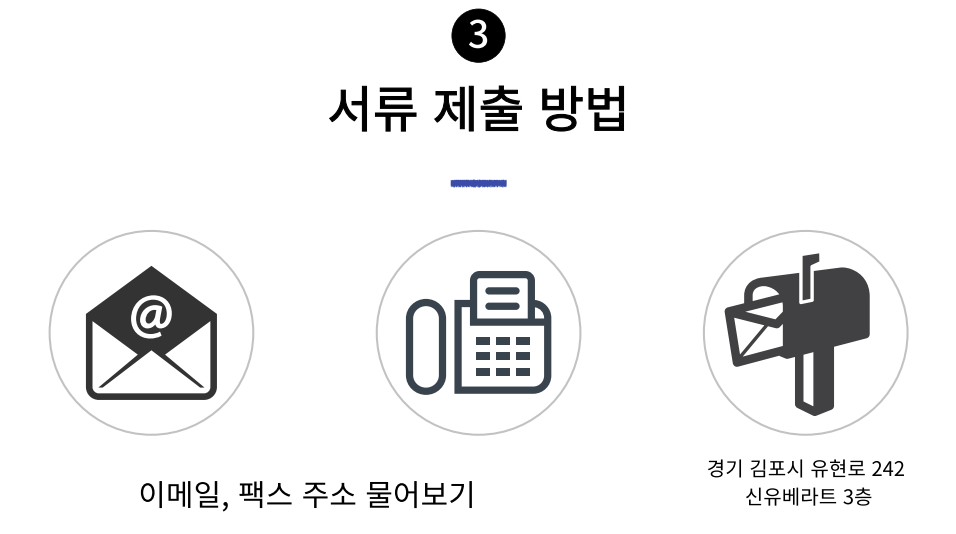 3
서류 제출 방법
@
이메일, 팩스 주소 물어보기
경기 김포시 유현로 242
신유베라트 3층